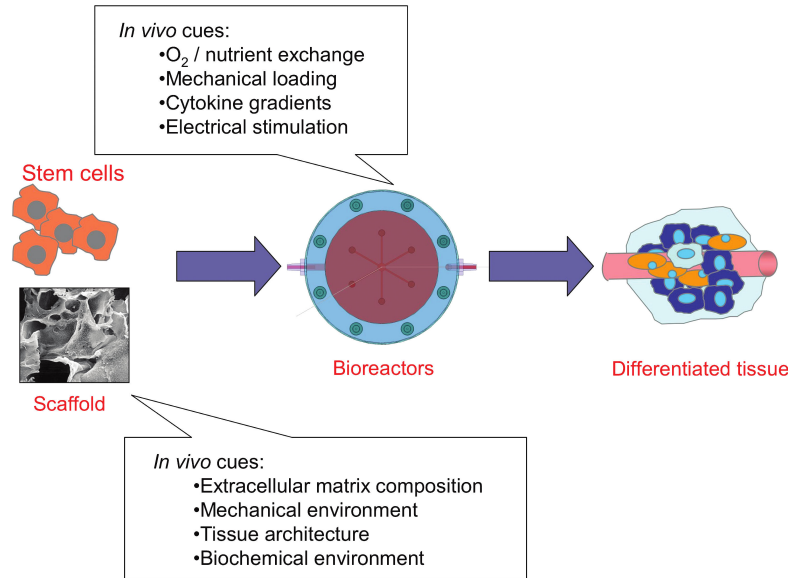 In vivo cues:
•O2 / nutrient exchange
•Mechanical loading
•Cytokine gradients
•Electrical stimulation
Stem cells
Bioreactors
Differentiated tissue
Scaffold
In vivo cues:
•Extracellular matrix composition
•Mechanical environment
•Tissue architecture
•Biochemical environment